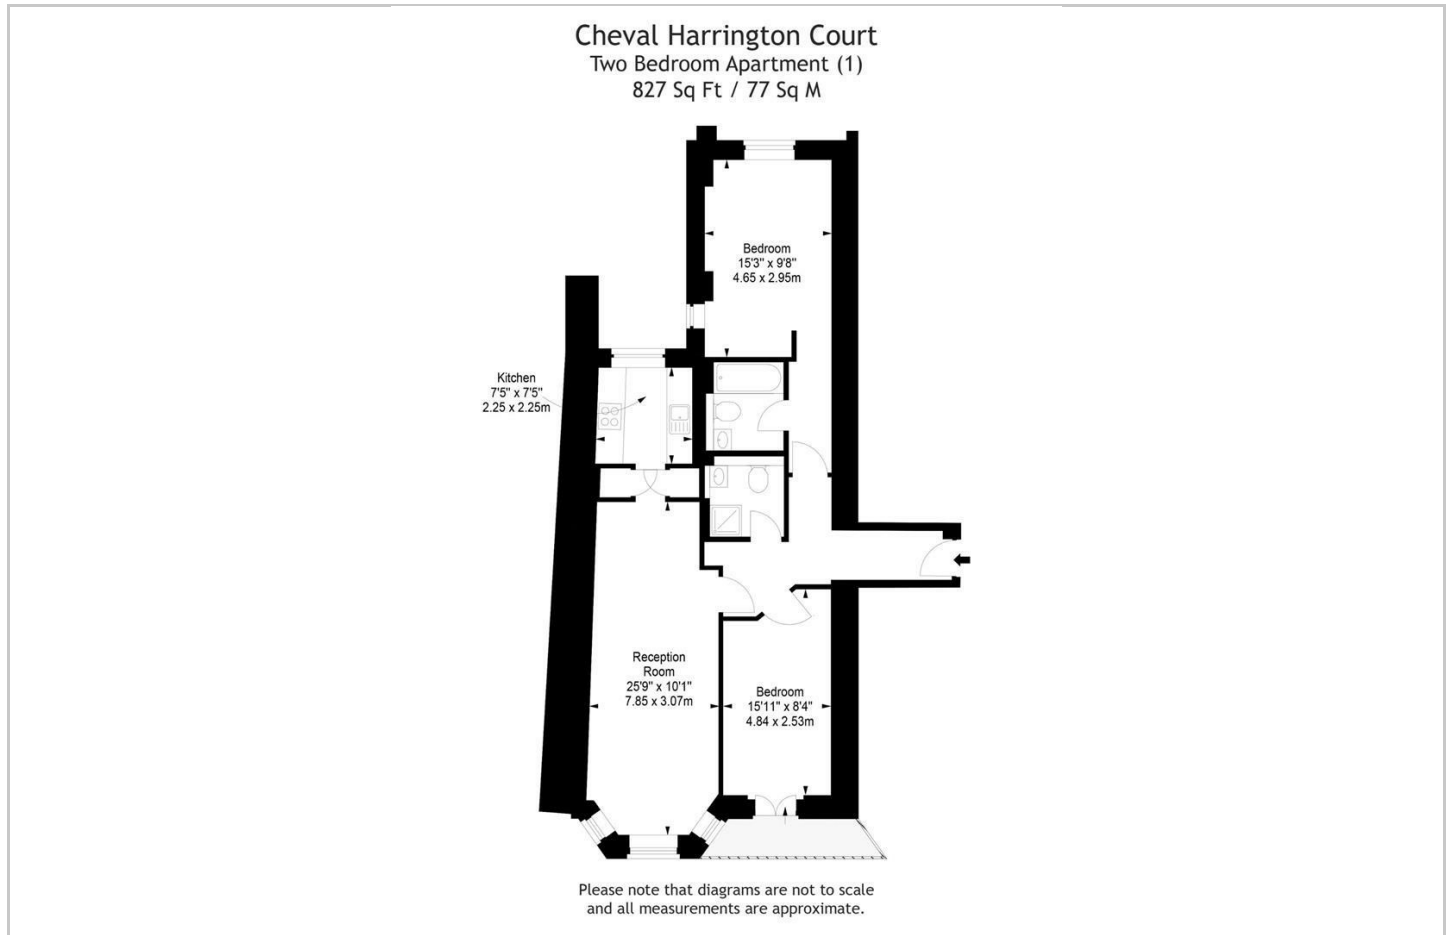 Cheval Harrington Court
Two Bedroom Apartment (1)
827 Sq Ft / 77 Sq M
Bedroom
15'3" x 9'8"
4.65 x 2.95m
Kitchen
7'5" x 7'5"
2.25 x 2.25m
Reception
Room
25'9" x 10'1"
7.85 x 3.07m
Bedroom
15'11" x 8'4"
4.84 x 2.53m
Please note that diagrams are not to scale
and all measurements are approximate.